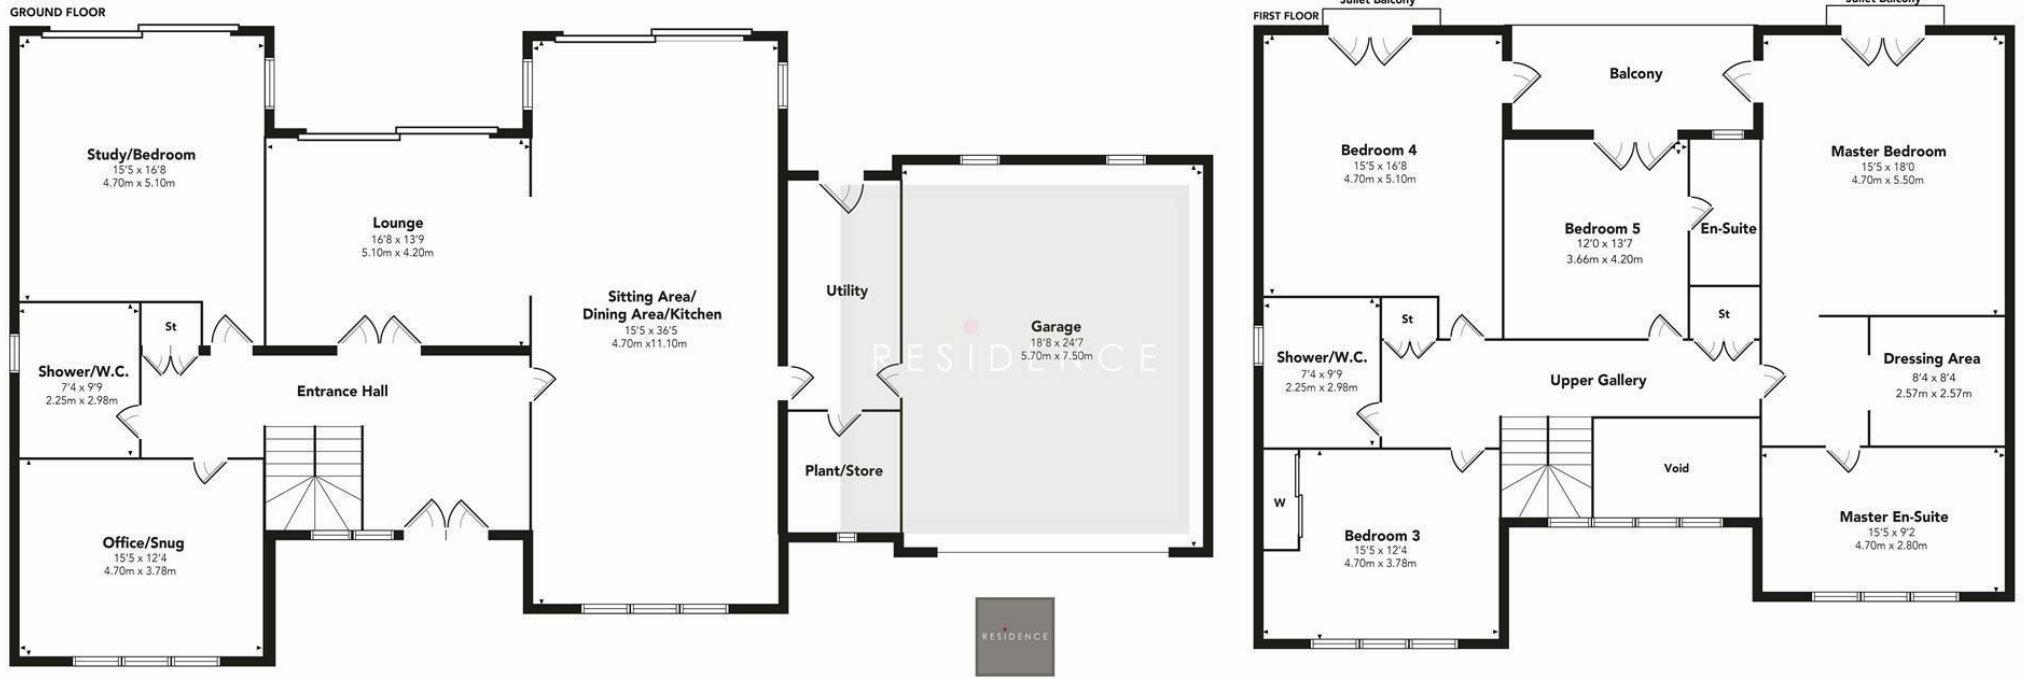 GROUND FLOOR
Study/Bedroom
15'5 x 16'8
4.70m x 5.10m
Lounge
16'8 x 13'9
5.10m x 4.20m
Sitting Area/
Dining Area/Kitchen
15'5 x 36'5
4.70m x11.10m
Utility
Garage
18'8 x 24'7
5.70m x 7.50m
RESIDENCE
St
Shower/W.C.
7'4 x 9'9
2.25m x 2.98m
Entrance Hall
Plant/Store
Office/Snug
15'5 x 12'4
4.70m x 3.78m
RESIDENCE
FIRST FLOOR
Juliet Balcony
Juliet Balcony
Balcony
Bedroom 4
15'5 x 16'8
4.70m x 5.10m
Master Bedroom
15'5 x 18'0
4.70m x 5.50m
Bedroom 5
12'0 x 13'7
3.66m x 4.20m
En-Suite
St
St
Shower/W.C.
7'4 x 9'9
2.25m x 2.98m
Upper Gallery
Dressing Area
8'4 x 8'4
2.57m x 2.57m
Void
W
Bedroom 3
15'5 x 12'4
4.70m x 3.78m
Master En-Suite
15'5 x 9'2
4.70m x 2.80m